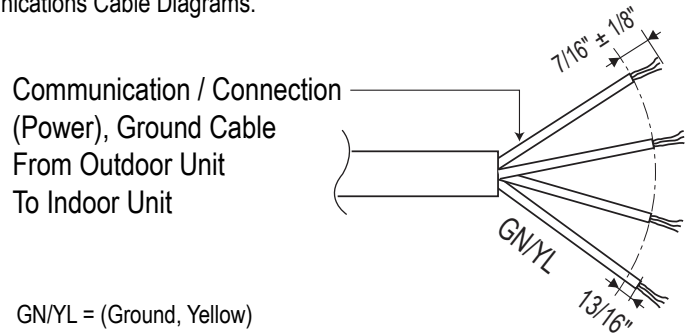 nications Cable Diagrams.
7/16" ± 1/8"
Communication / Connection
(Power), Ground Cable
From Outdoor Unit
To Indoor Unit
GN/YL
13/16"
GN/YL = (Ground, Yellow)